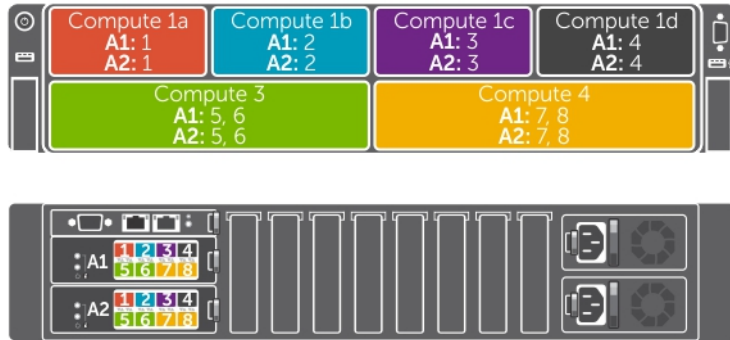 Compute 1a
A1: 1
A2: 1
Compute 1b
A1: 2
A2: 2
Compute 1c
A1: 3
A2: 3
Compute 1d
A1: 4
A2: 4
Compute 3
A1: 5, 6
A2: 5, 6
Compute 4
A1: 7, 8
A2: 7, 8
A1
1 2 3 4
5 6 7 8
A2
1 2 3 4
5 6 7 8